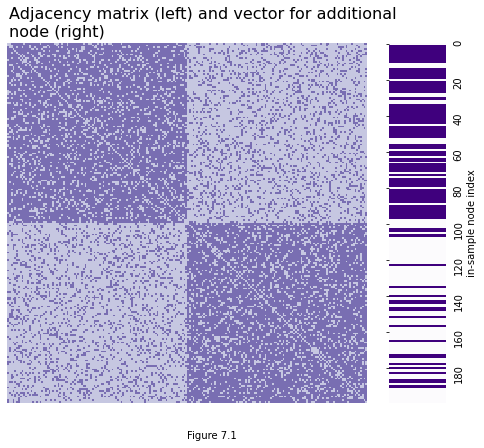 Adjacency matrix (left) and vector for additional
node (right)
0
20
40
60
80
100
120
140
160
180
in-sample node index
Figure 7.1